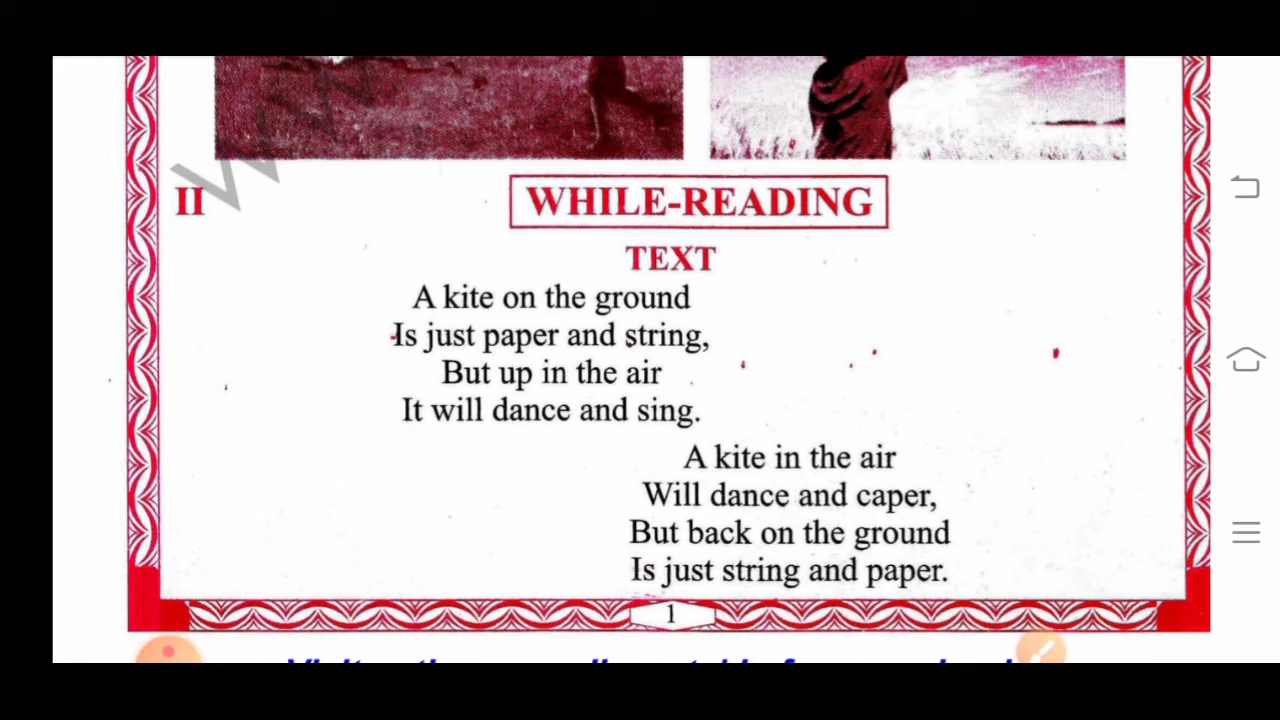 II
WHILE-READING
TEXT
A kite on the ground
Is just paper and string,
But up in the air
It will dance and sing.
A kite in the air
Will dance and caper,
But back on the ground
Is just string and paper.
1